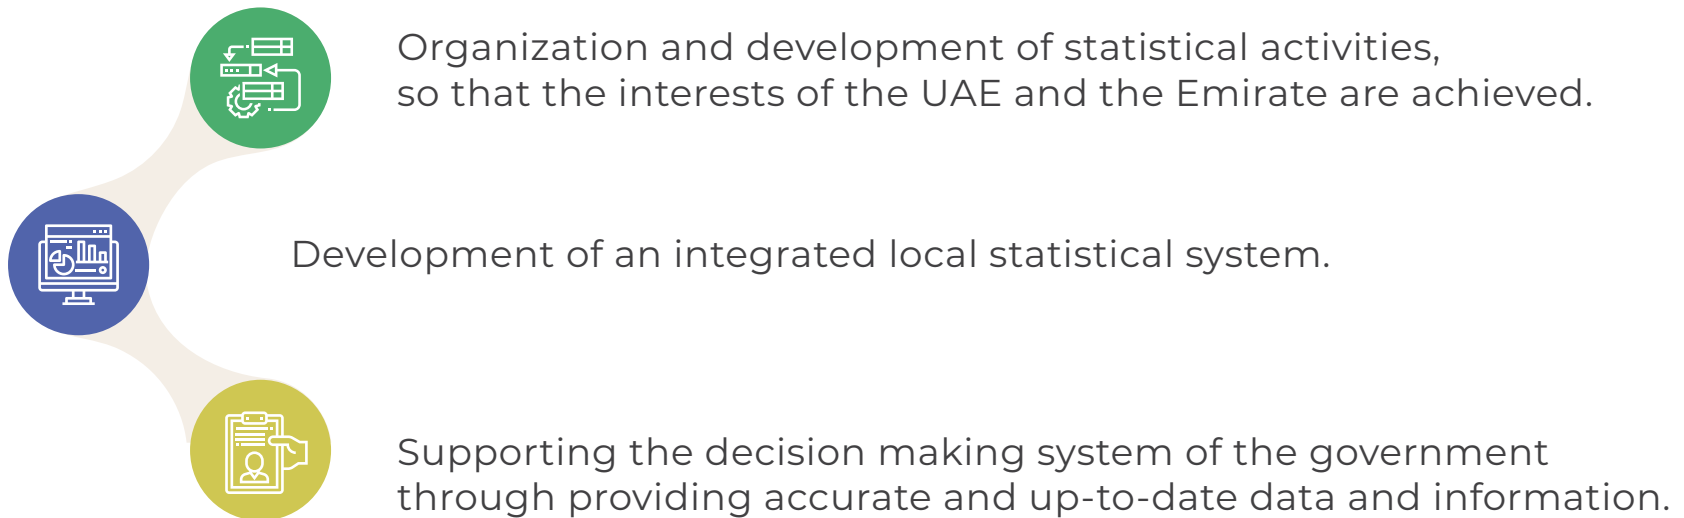 Organization and development of statistical activities,
so that the interests of the UAE and the Emirate are achieved.
Development of an integrated local statistical system.
Supporting the decision making system of the government
through providing accurate and up-to-date data and information.